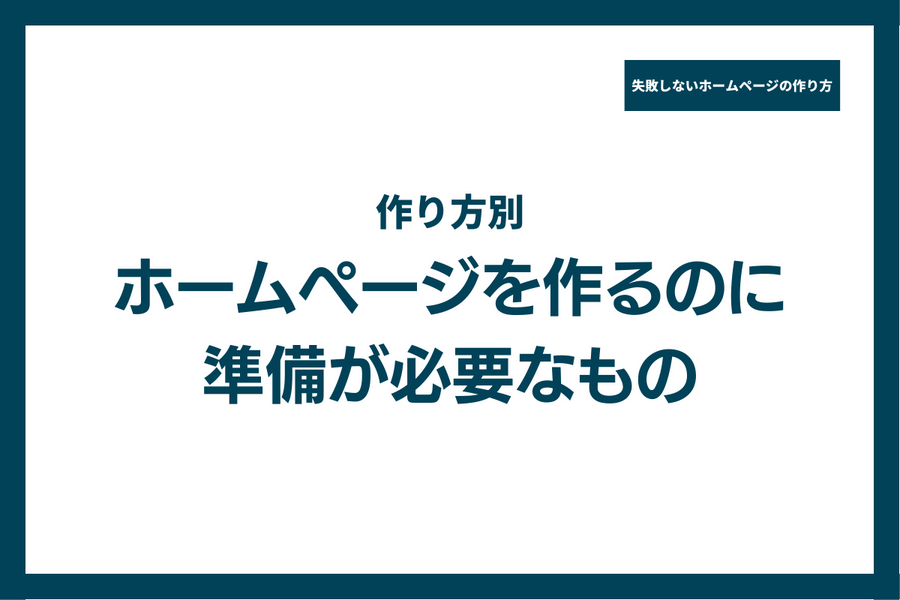 失敗しないホームページの作り方
作り方別
ホームページを作るのに
準備が必要なもの